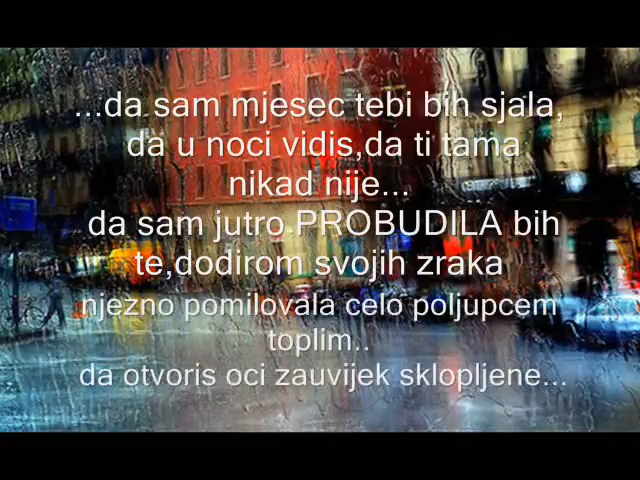 ...da sam mjesec tebi bih sjala,
da u noci vidis,da ti tama
nikad nije...
da sam jutro PROBUDILA bih
te,dodirom svojih zraka
njezno pomilovala celo poljupcem
toplim..
da otvoris oci zauvijek sklopljene...